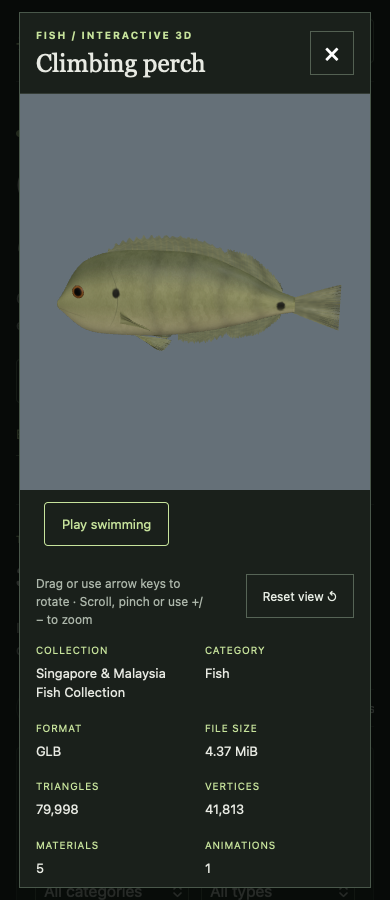 FISH / INTERACTIVE 3D
Climbing perch
×
Play swimming
Drag or use arrow keys to
rotate · Scroll, pinch or use +/
− to zoom
Reset view ↺
COLLECTION
Singapore & Malaysia
Fish Collection
CATEGORY
Fish
FORMAT
GLB
FILE SIZE
4.37 MiB
TRIANGLES
79,998
VERTICES
41,813
MATERIALS
5
ANIMATIONS
1
All categories
All types